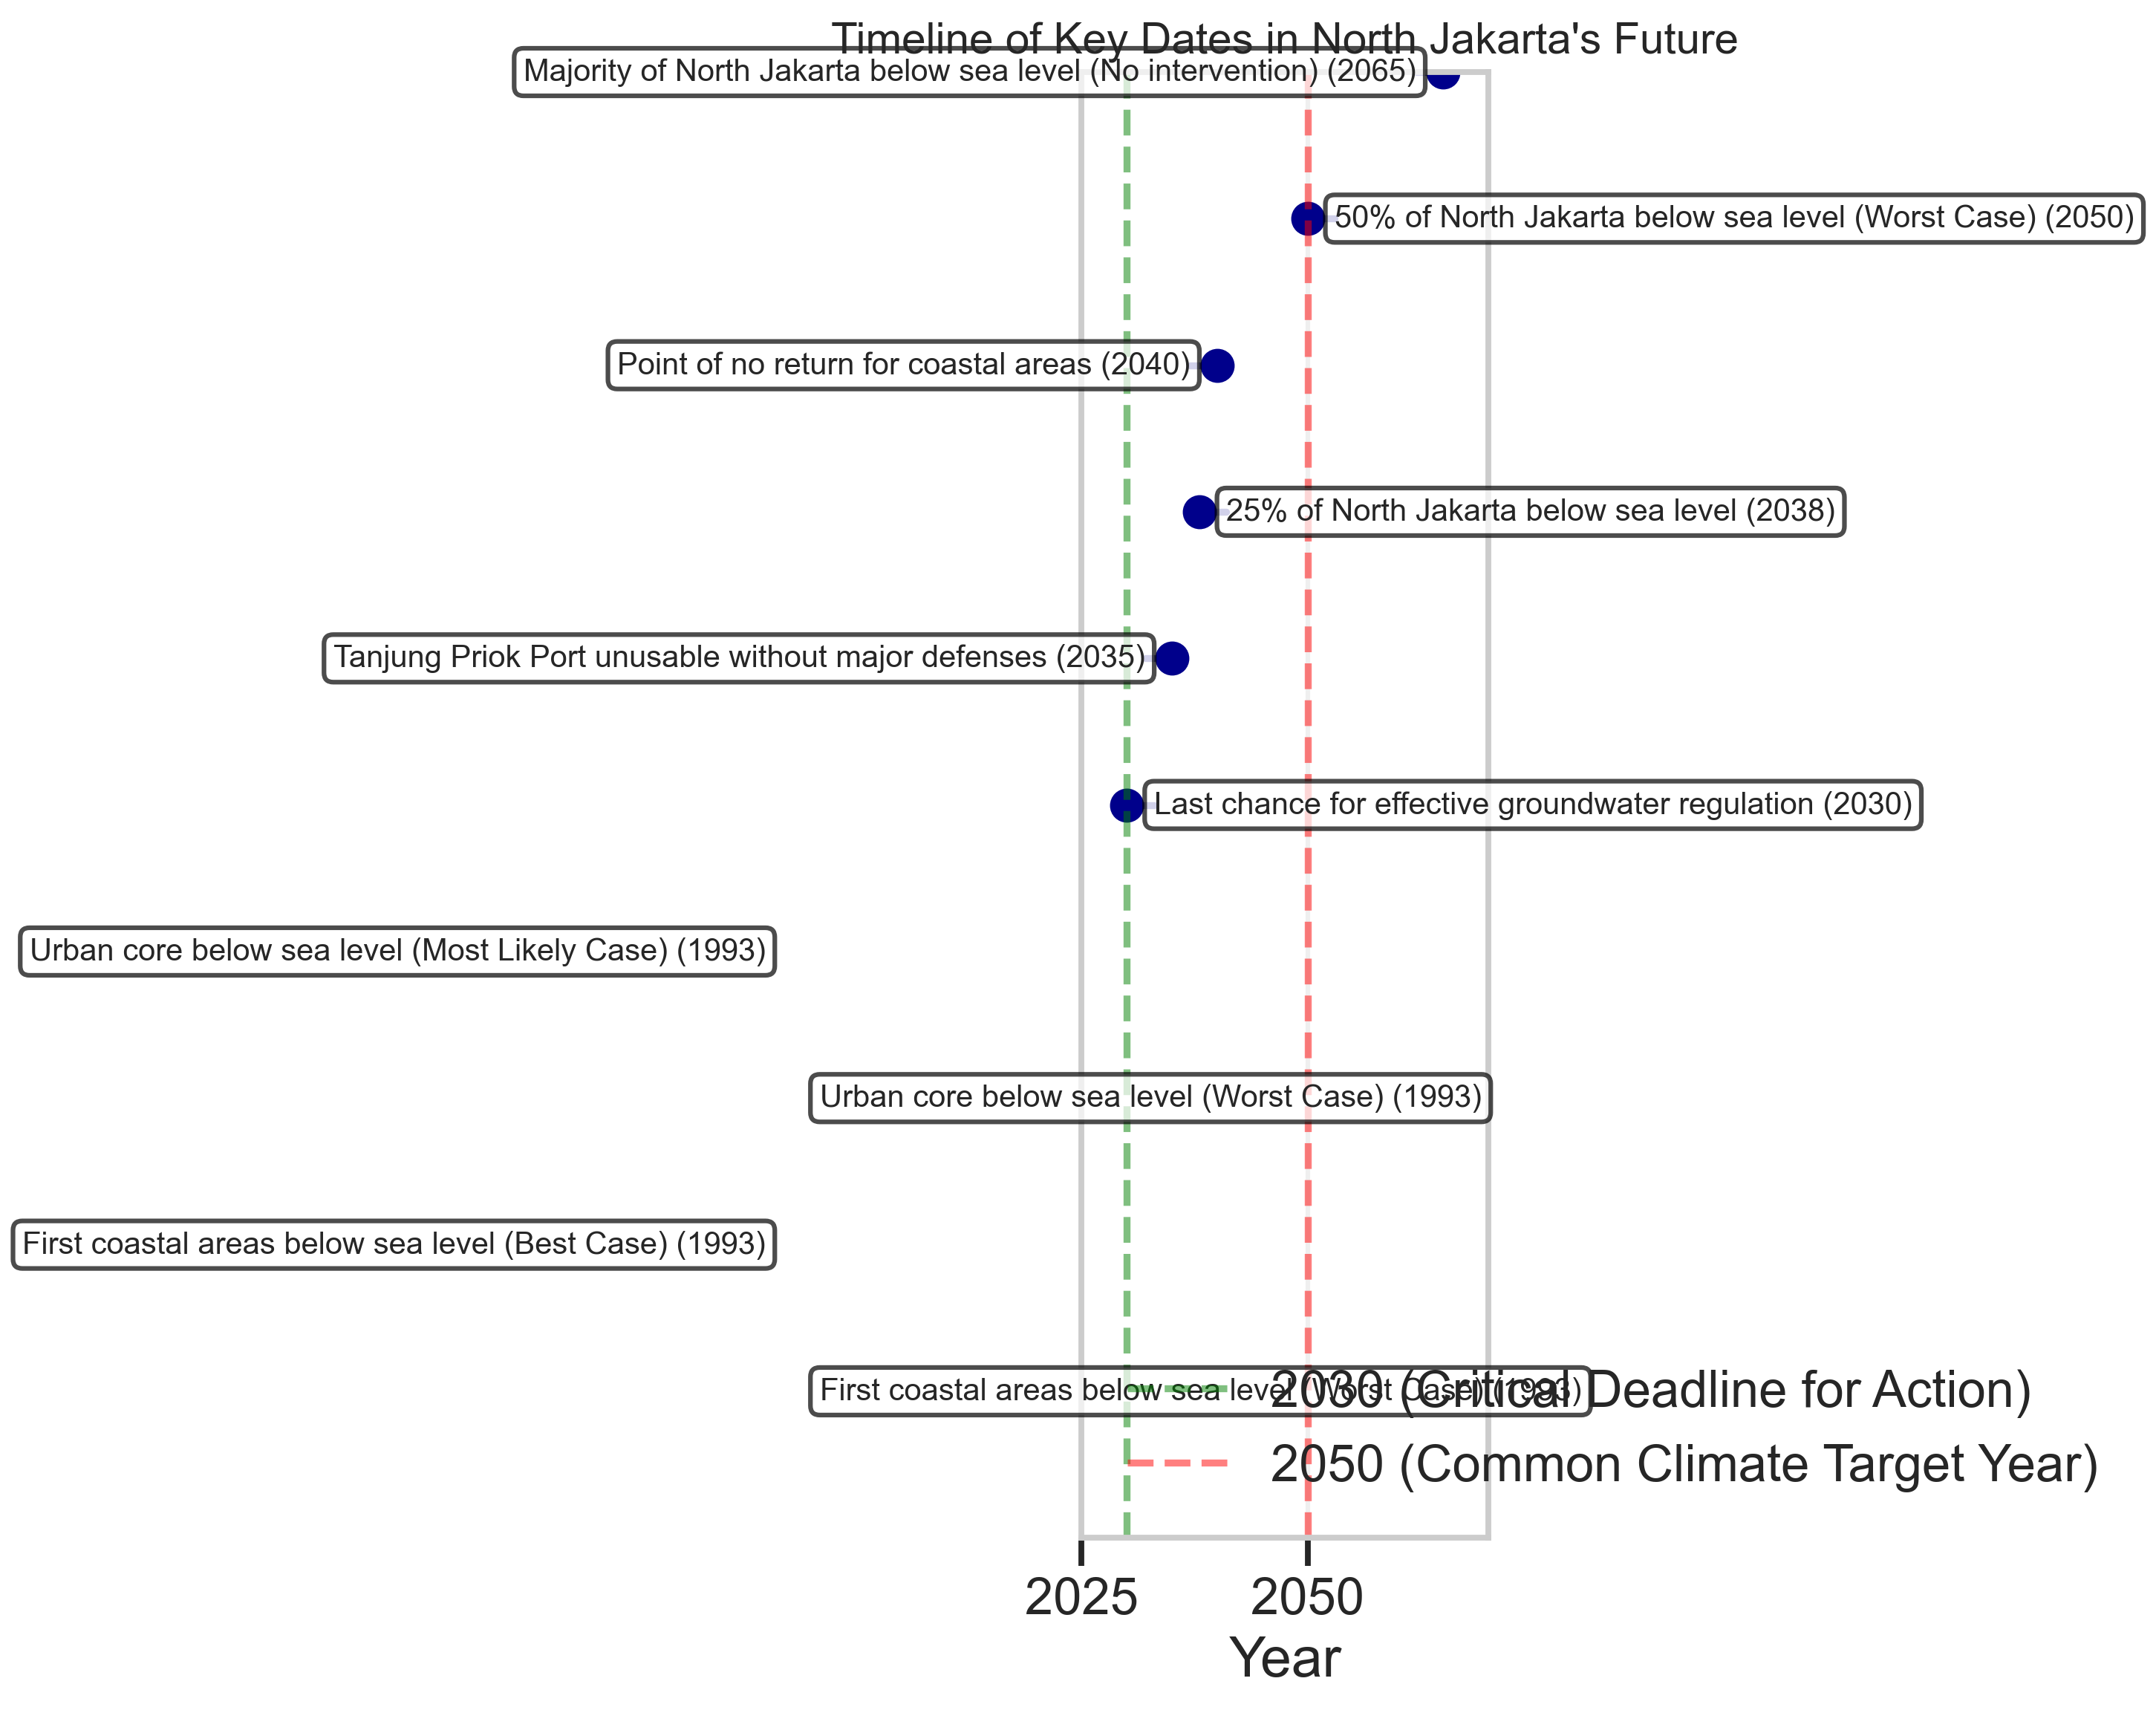 Timeline of Key Dates in North Jakarta's Future
Majority of North Jakarta below sea level (No intervention) (2065)
50% of North Jakarta below sea level (Worst Case) (2050)
Point of no return for coastal areas (2040)
25% of North Jakarta below sea level (2038)
Tanjung Priok Port unusable without major defenses (2035)
Last chance for effective groundwater regulation (2030)
Urban core below sea level (Most Likely Case) (1993)
Urban core below sea level (Worst Case) (1993)
First coastal areas below sea level (Best Case) (1993)
First coastal areas below sea level (Worst Case) (1993)
2030 (Critical Deadline for Action)
2050 (Common Climate Target Year)
2025 2050
Year